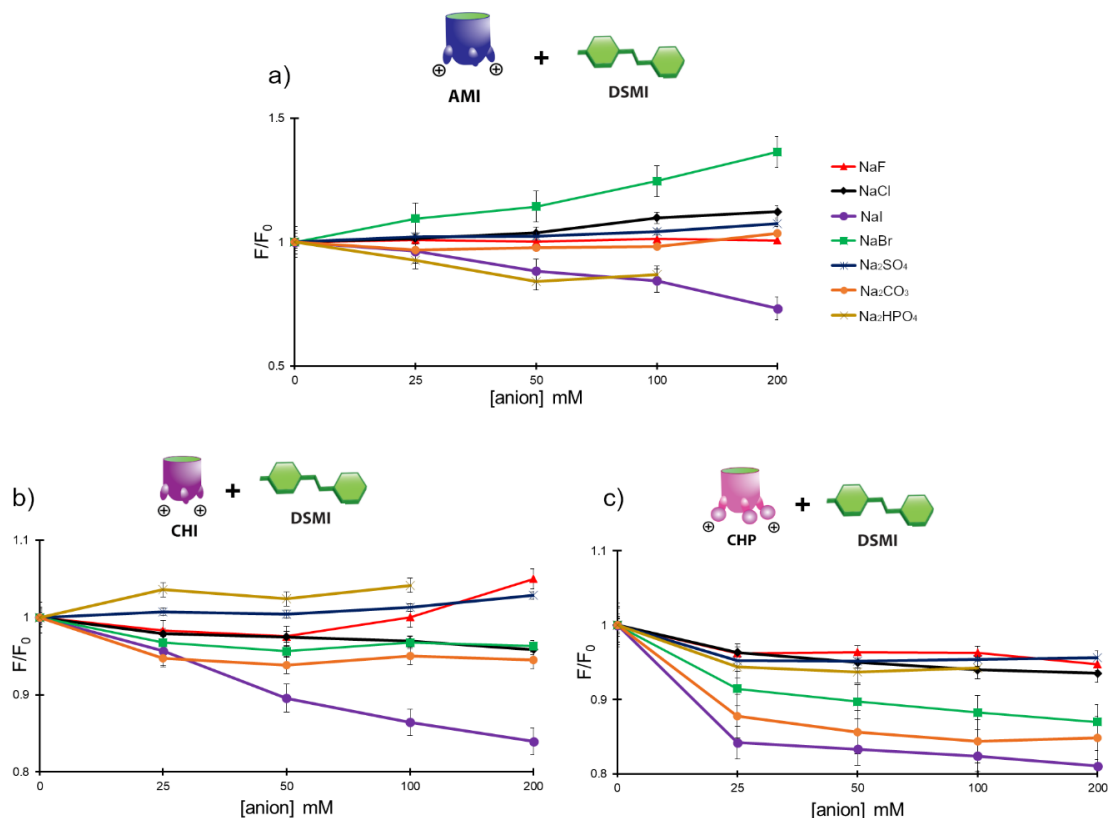 a)
⊕ + ⊕
AMI DSMI
1.5
1
0.5
F/F₀
0 25 50 100 200
[anion] mM
NaF
NaCl
NaI
NaBr
Na₂SO₄
Na₂CO₃
Na₂HPO₄
b)
⊕ + ⊕
CHI DSMI
1.1
1
0.9
0.8
F/F₀
0 25 50 100 200
[anion] mM
c)
⊕ + ⊕
CHP DSMI
1.1
1
0.9
0.8
F/F₀
0 25 50 100 200
[anion] mM